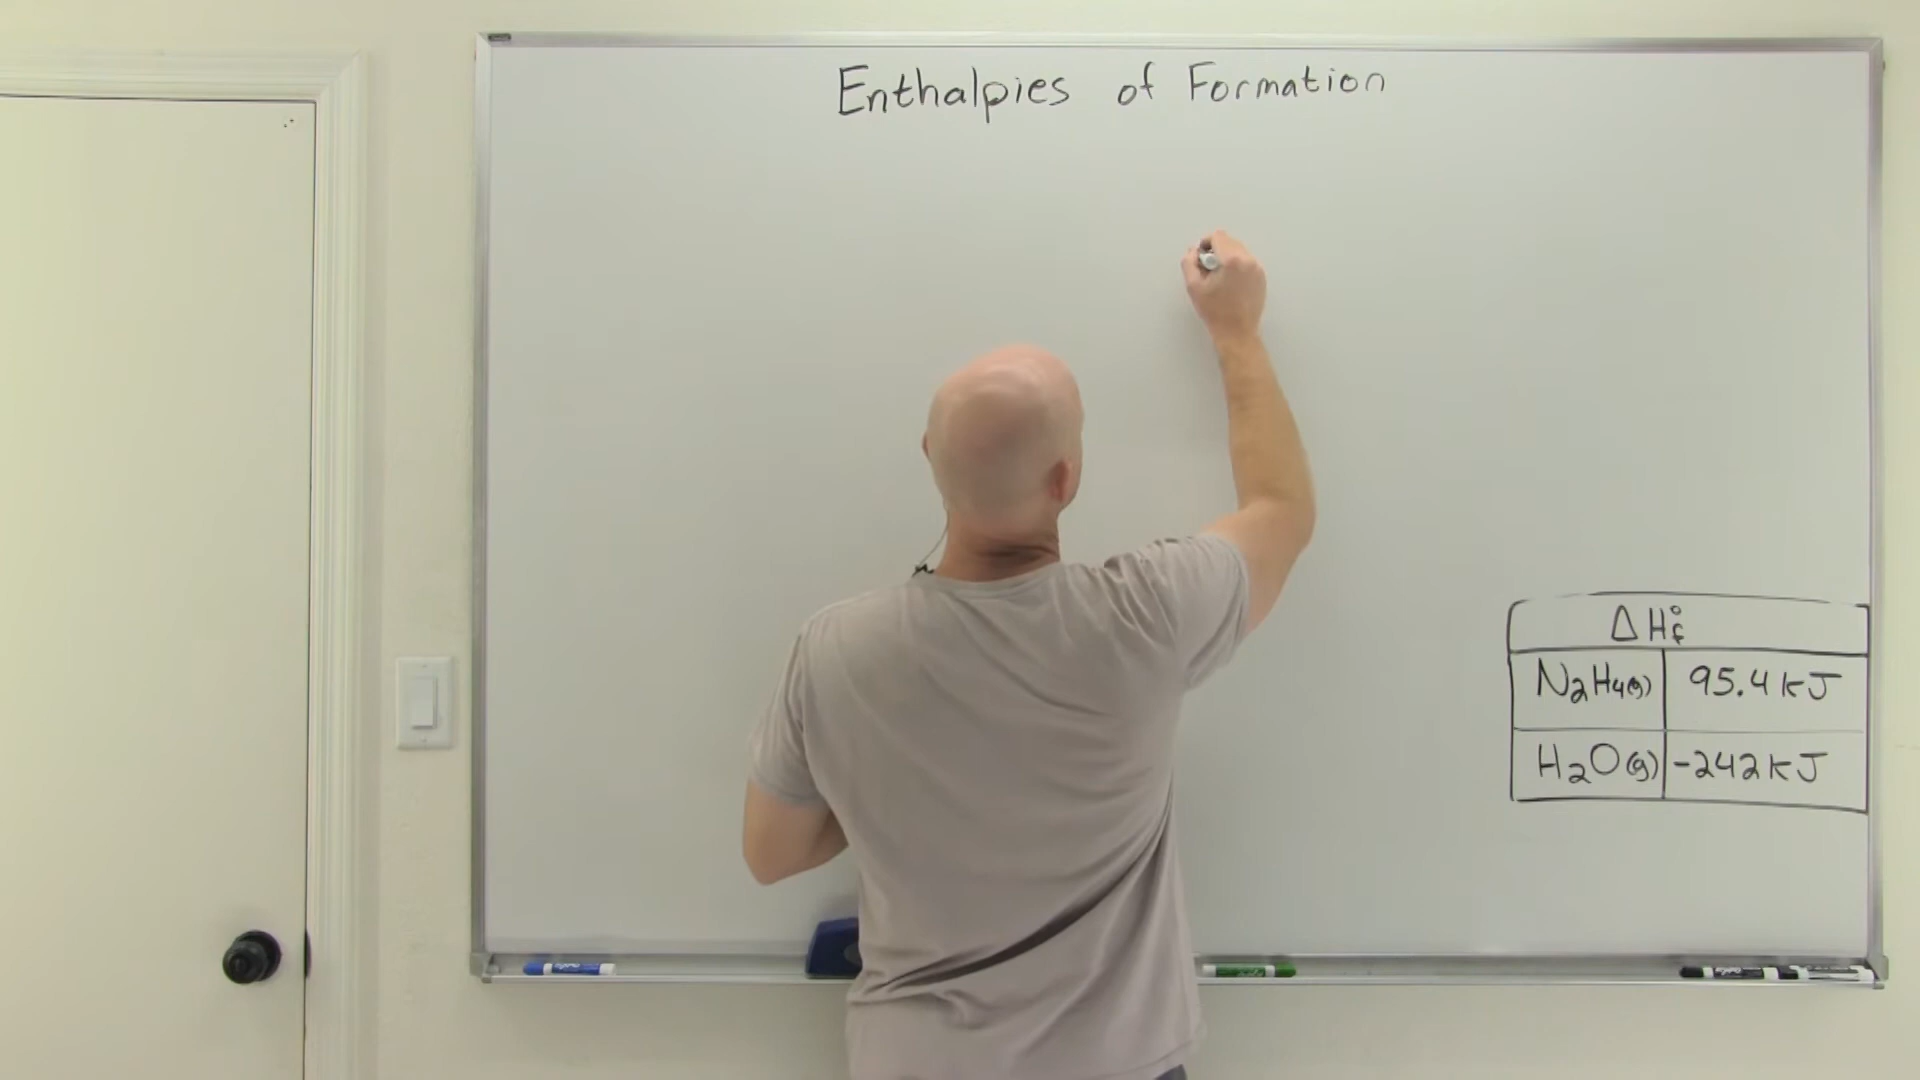 Enthalpies of Formation
ΔH°f
N₂H₄(g) 95.4 kJ
H₂O(g) -242 kJ